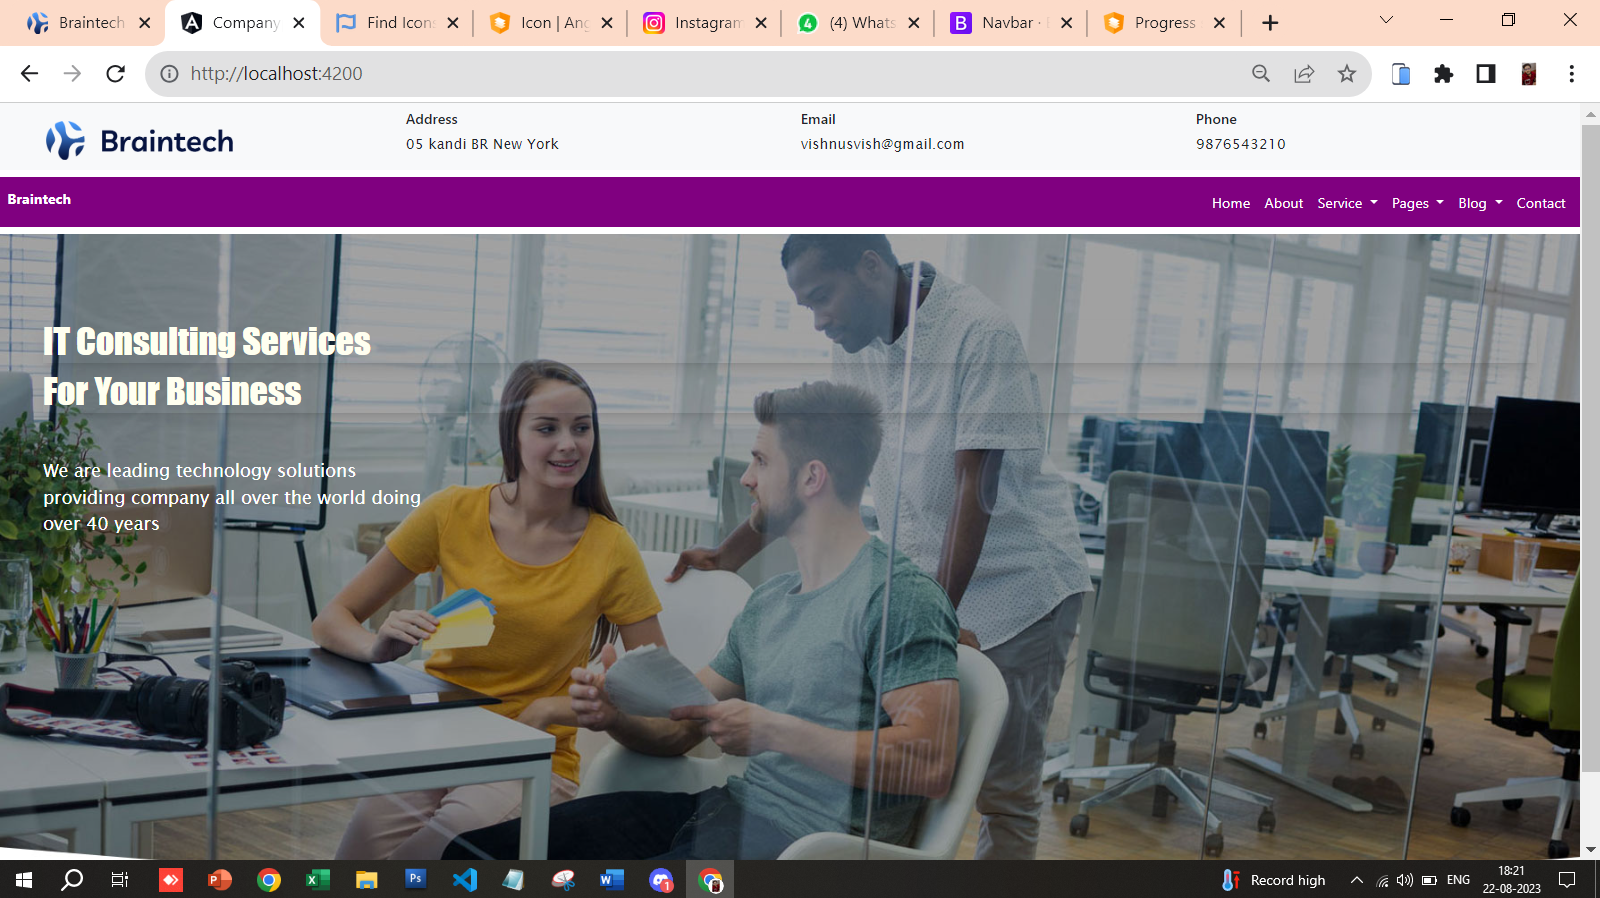 Braintech
Company
Find Icons
Icon | Ang
Instagram
(4) Whats
Navbar ·
Progress
http://localhost:4200
Braintech
Address
05 kandi BR New York
Email
vishnusvish@gmail.com
Phone
9876543210
Braintech
Home About Service Pages Blog Contact
IT Consulting Services
For Your Business
We are leading technology solutions
providing company all over the world doing
over 40 years
Record high
ENG
18:21
22-08-2023